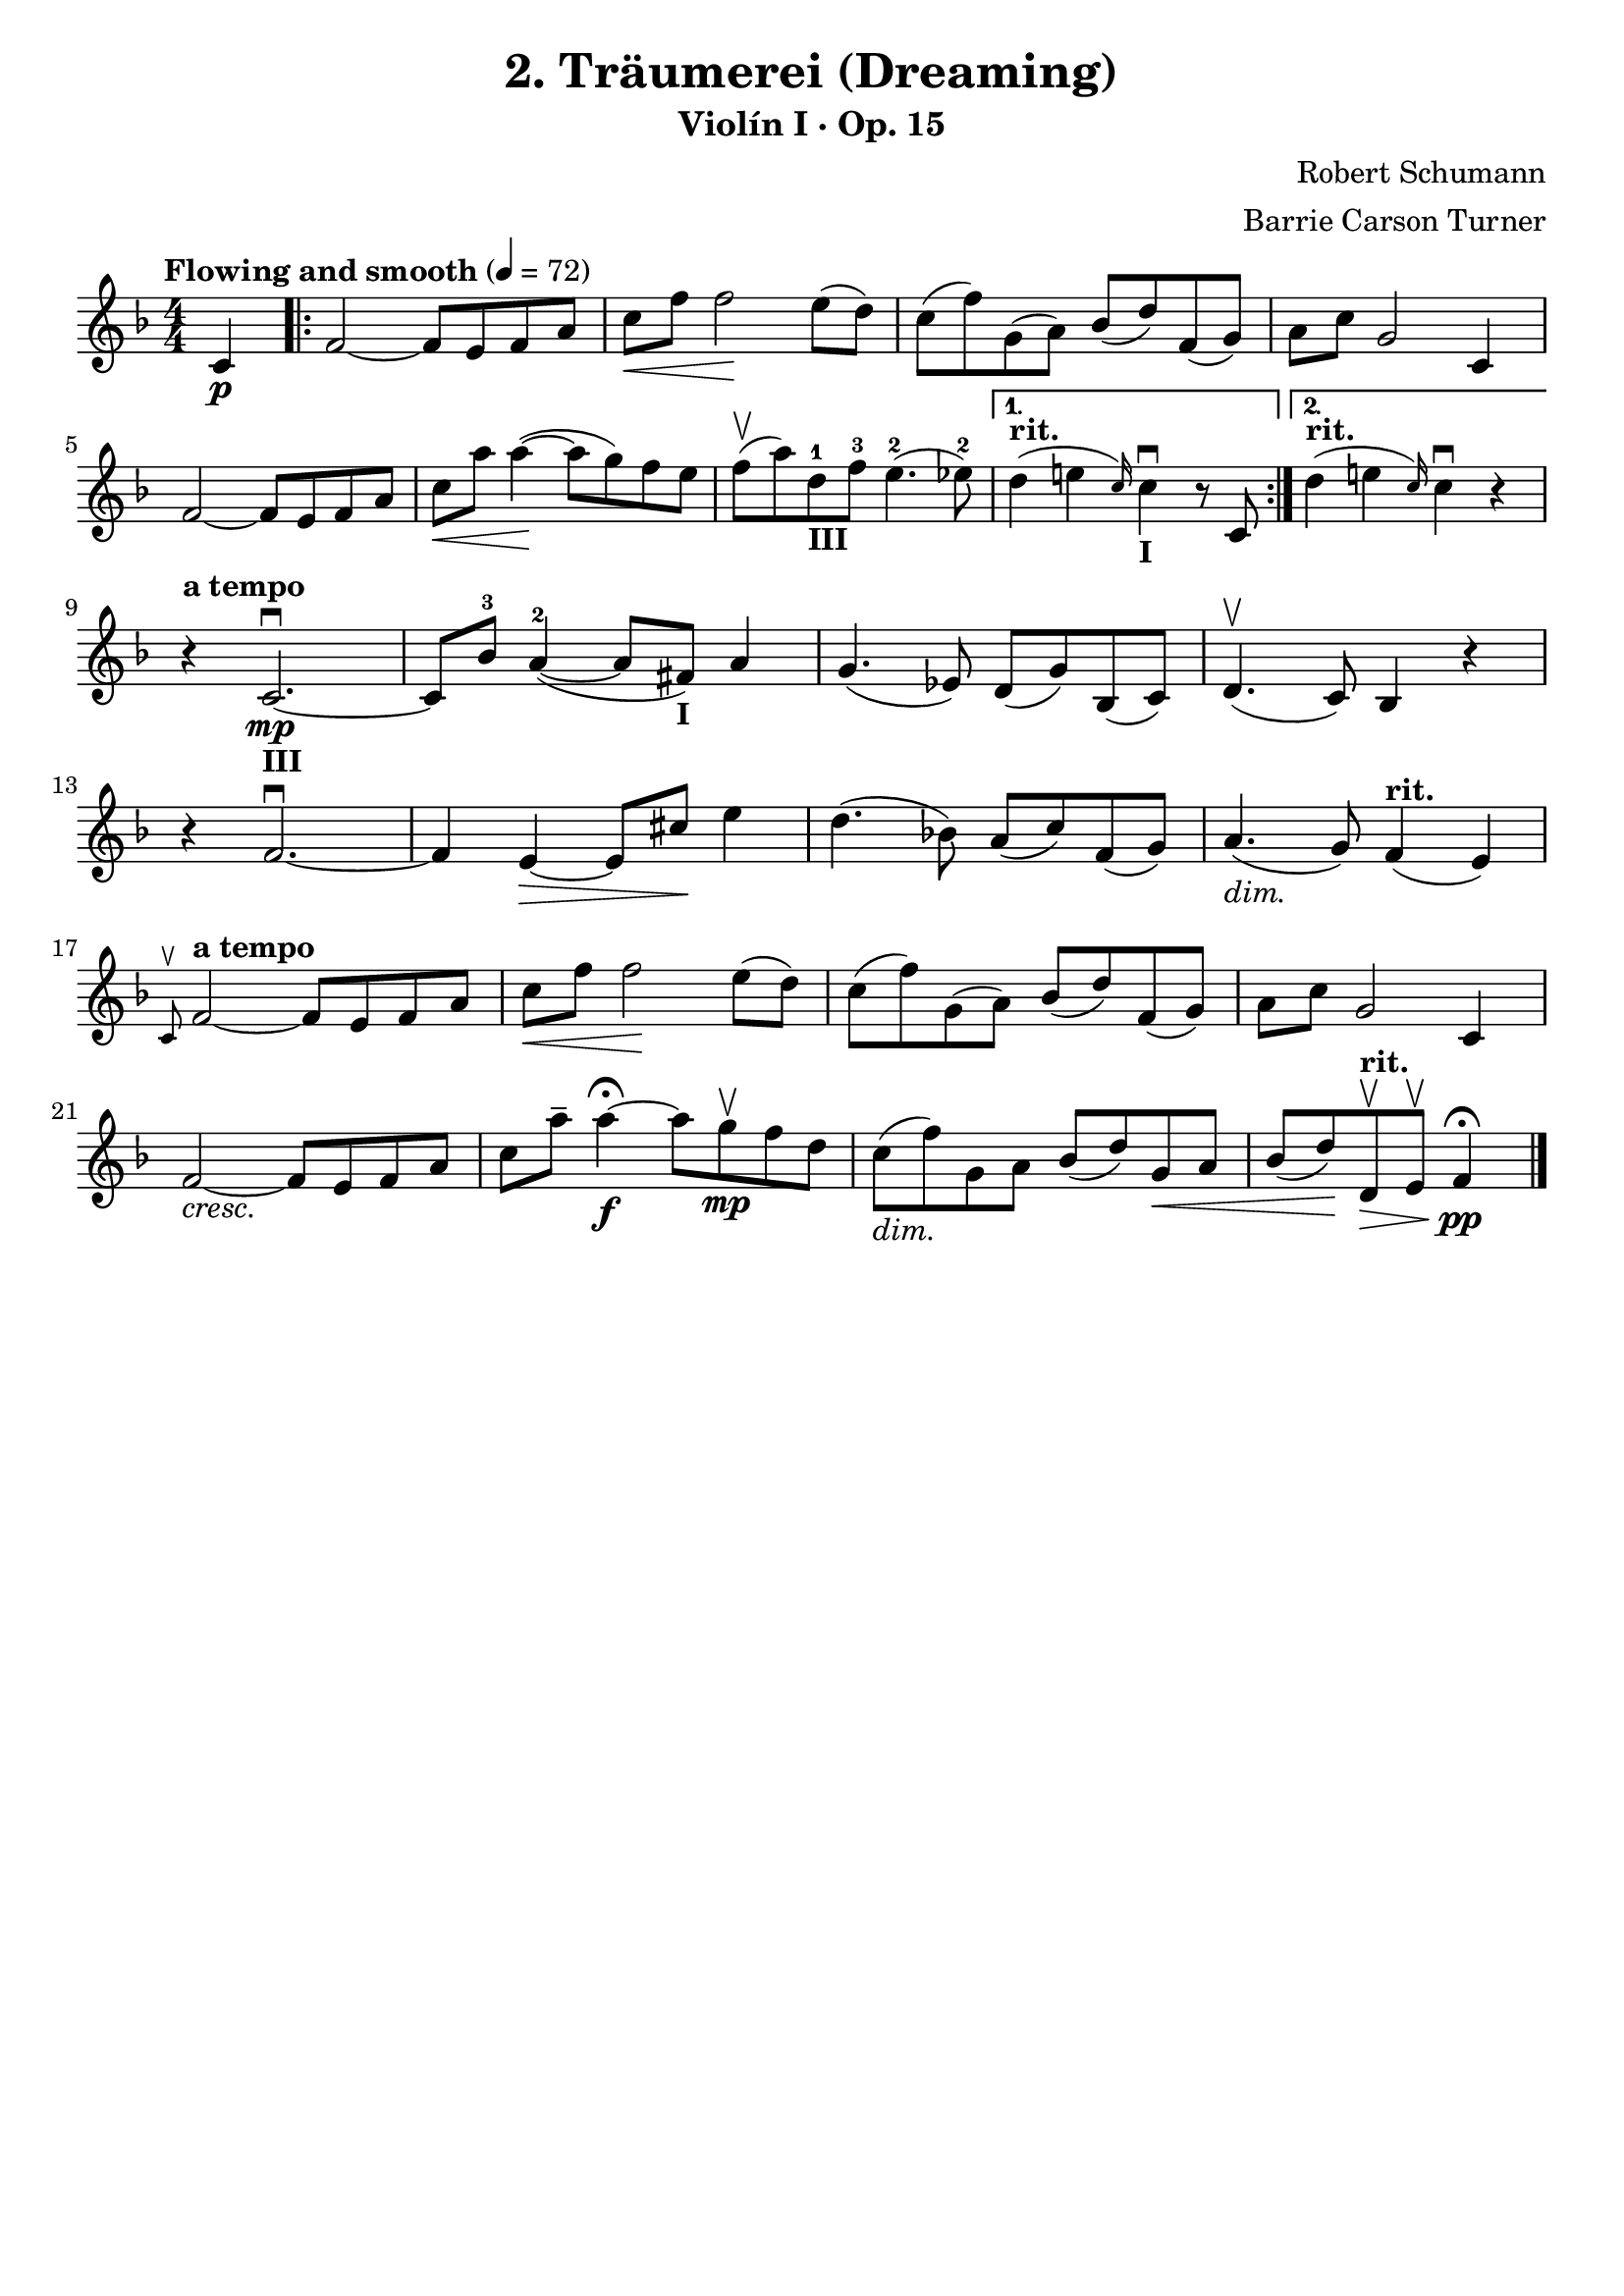 2. Träumerei (Dreaming)
Violín I · Op. 15
Robert Schumann
Barrie Carson Turner
Flowing and smooth (♩ = 72)
4
4
p
1. 2.
rit. rit.
5 1 3 2 2
III I
a tempo
9 3 2
mp I
III
13 rit.
dim.
17 a tempo
rit.
21
cresc. f mp dim. pp